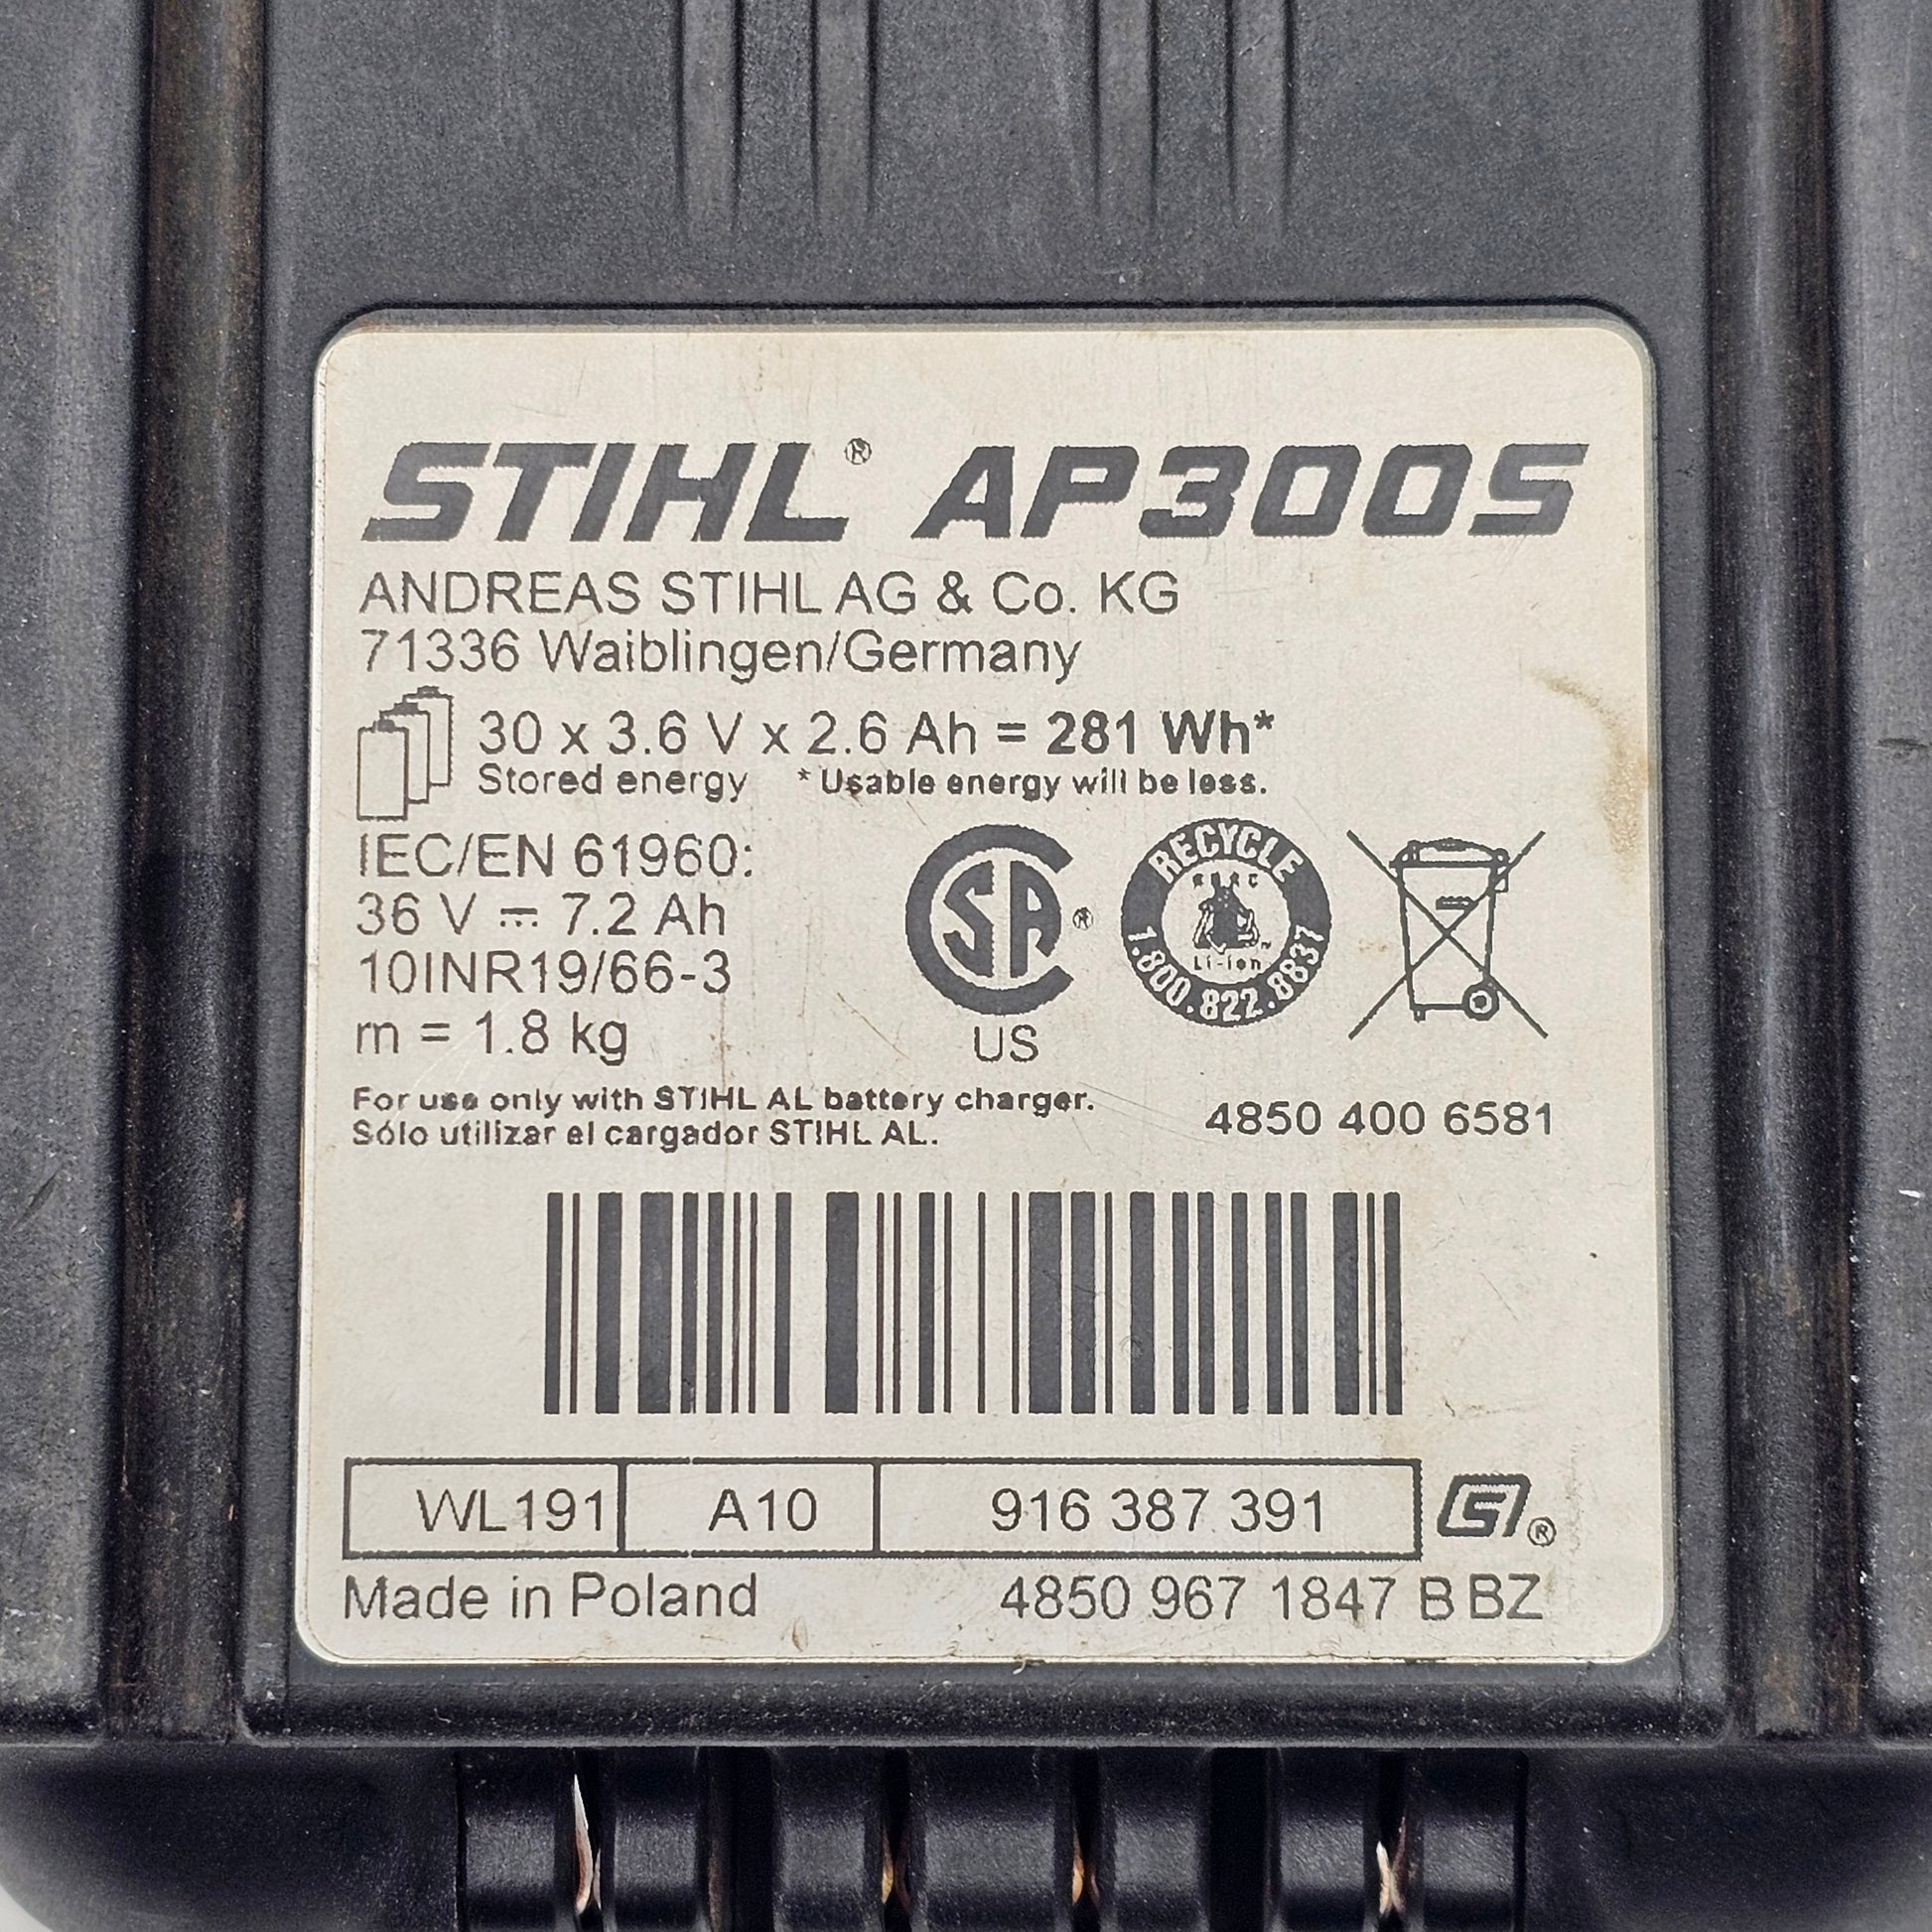 STIHL® AP300S
ANDREAS STIHL AG & Co. KG
71336 Waiblingen/Germany
30 x 3.6 V x 2.6 Ah = 281 Wh*
Stored energy * Usable energy will be less.
IEC/EN 61960:
36 V ⎓ 7.2 Ah
10INR19/66-3
m = 1.8 kg
CSA®
US
RECYCLE
RBRC
Li-ion
1.800.822.8837
For use only with STIHL AL battery charger.
Sólo utilizar el cargador STIHL AL.
4850 400 6581
WL191 A10 916 387 391
®
Made in Poland 4850 967 1847 B BZ